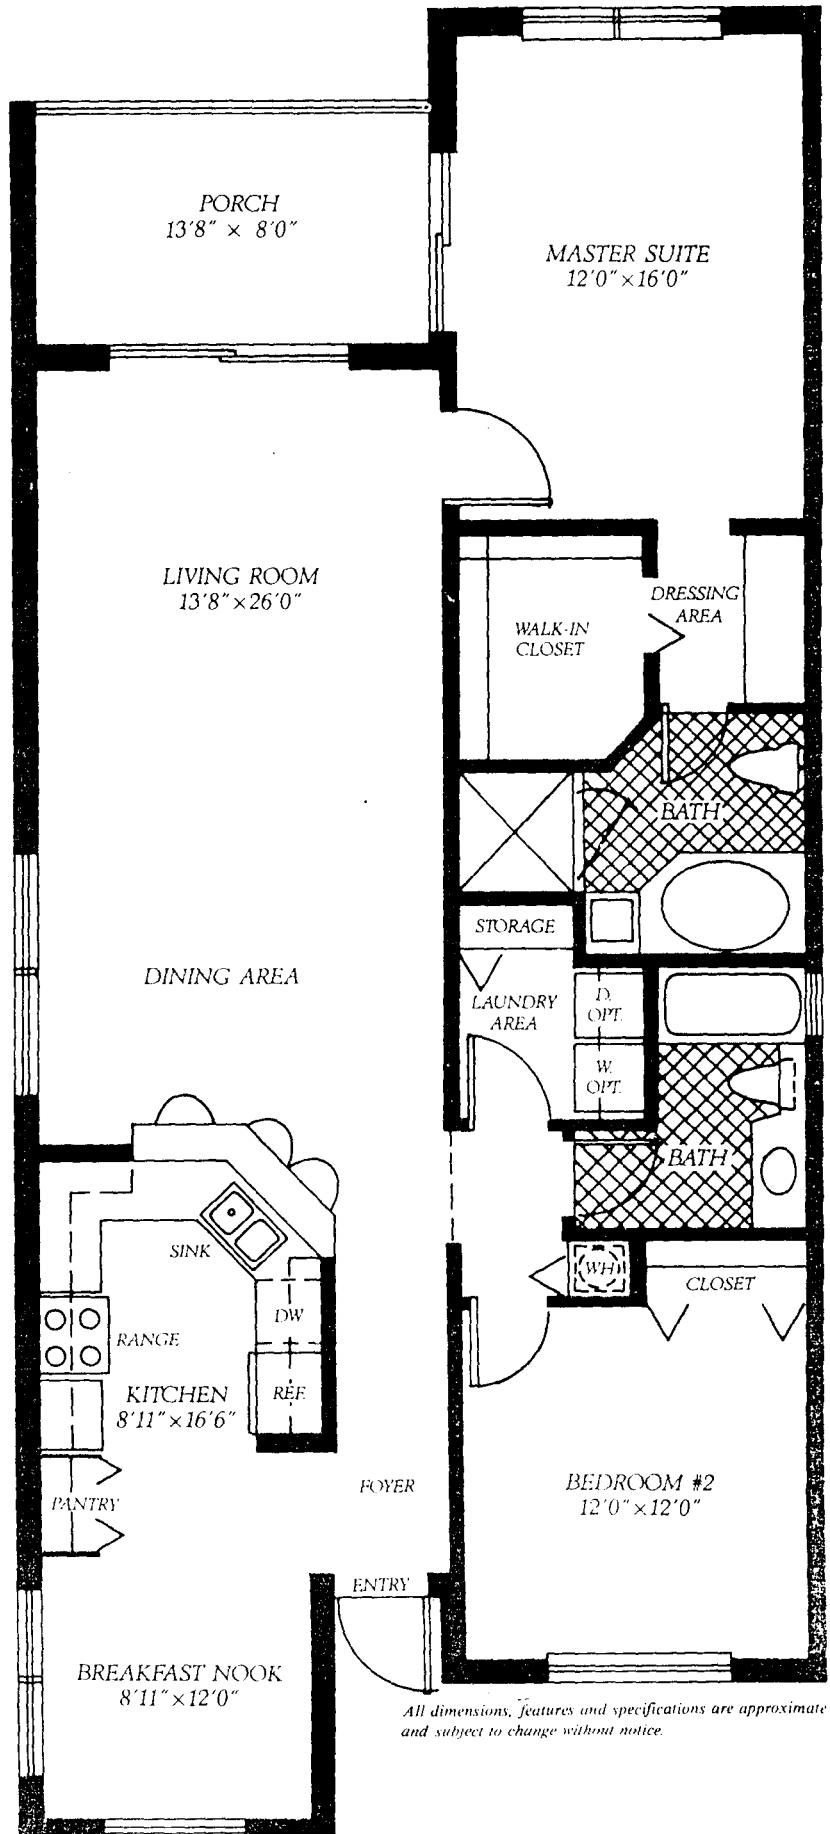 PORCH
13'8" × 8'0"
MASTER SUITE
12'0"×16'0"
LIVING ROOM
13'8"×26'0"
WALK-IN
CLOSET
DRESSING
AREA
BATH
STORAGE
DINING AREA
LAUNDRY
AREA
D.
OPT.
W.
OPT.
BATH
SINK
WH
CLOSET
DW
RANGE
REF.
KITCHEN
8'11"×16'6"
BEDROOM #2
12'0"×12'0"
FOYER
PANTRY
ENTRY
BREAKFAST NOOK
8'11"×12'0"
All dimensions, features and specifications are approximate
and subject to change without notice.